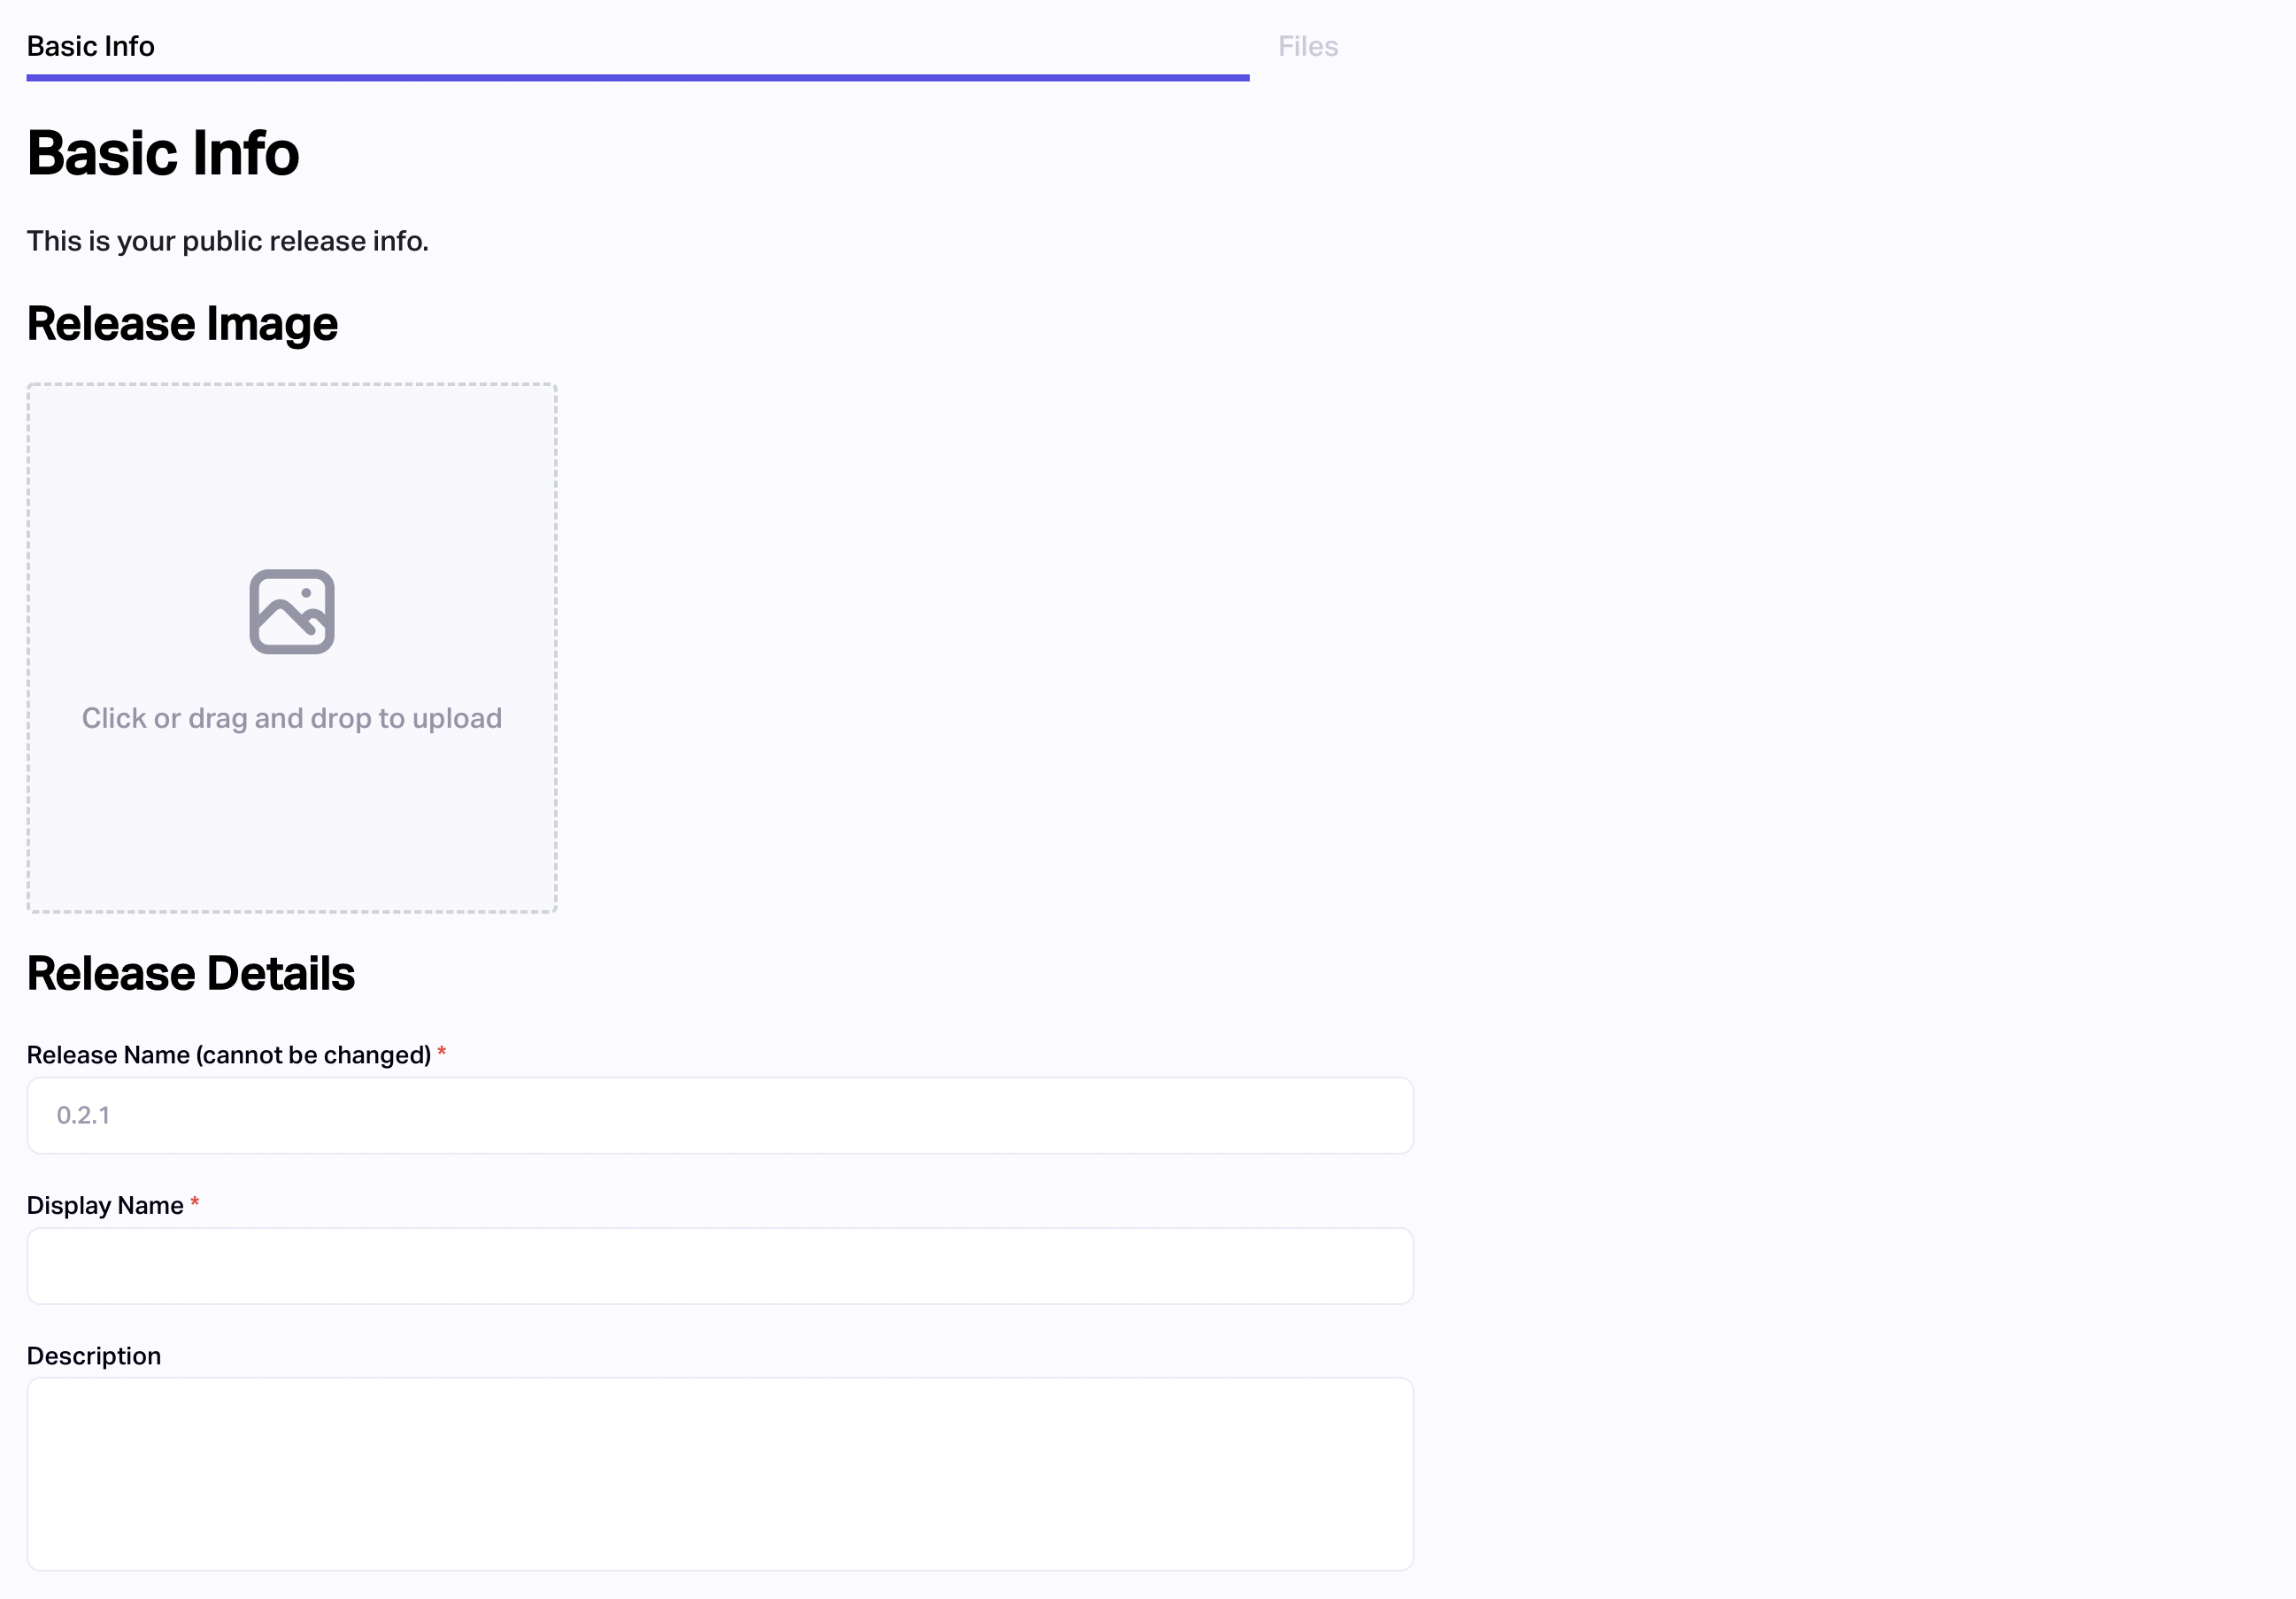 Basic Info
Files
Basic Info
This is your public release info.
Release Image
Click or drag and drop to upload
Release Details
Release Name (cannot be changed) *
0.2.1
Display Name *
Description